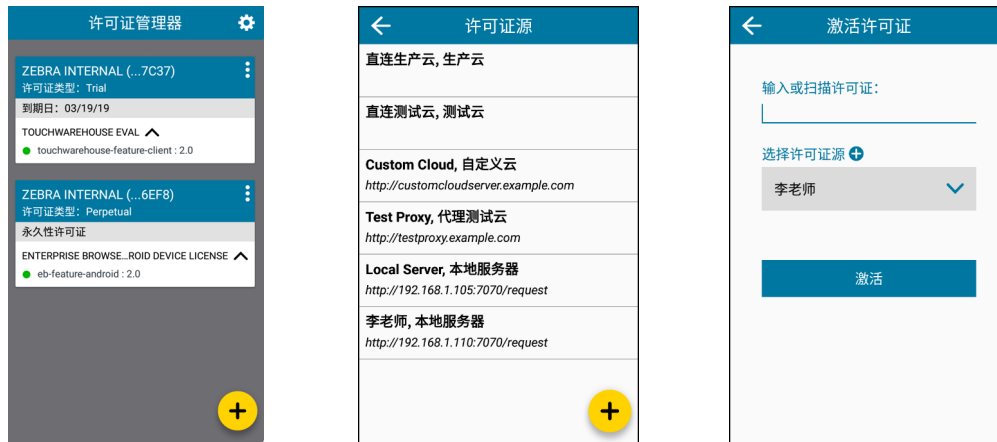 许可证管理器
ZEBRA INTERNAL (...7C37)
许可证类型：Trial
到期日：03/19/19
TOUCHWAREHOUSE EVAL
touchwarehouse-feature-client : 2.0
ZEBRA INTERNAL (...6EF8)
许可证类型：Perpetual
永久性许可证
ENTERPRISE BROWSE...ROID DEVICE LICENSE
eb-feature-android : 2.0
许可证源
直连生产云, 生产云
直连测试云, 测试云
Custom Cloud, 自定义云
http://customcloudserver.example.com
Test Proxy, 代理测试云
http://testproxy.example.com
Local Server, 本地服务器
http://192.168.1.105:7070/request
李老师, 本地服务器
http://192.168.1.110:7070/request
激活许可证
输入或扫描许可证：
选择许可证源
李老师
激活